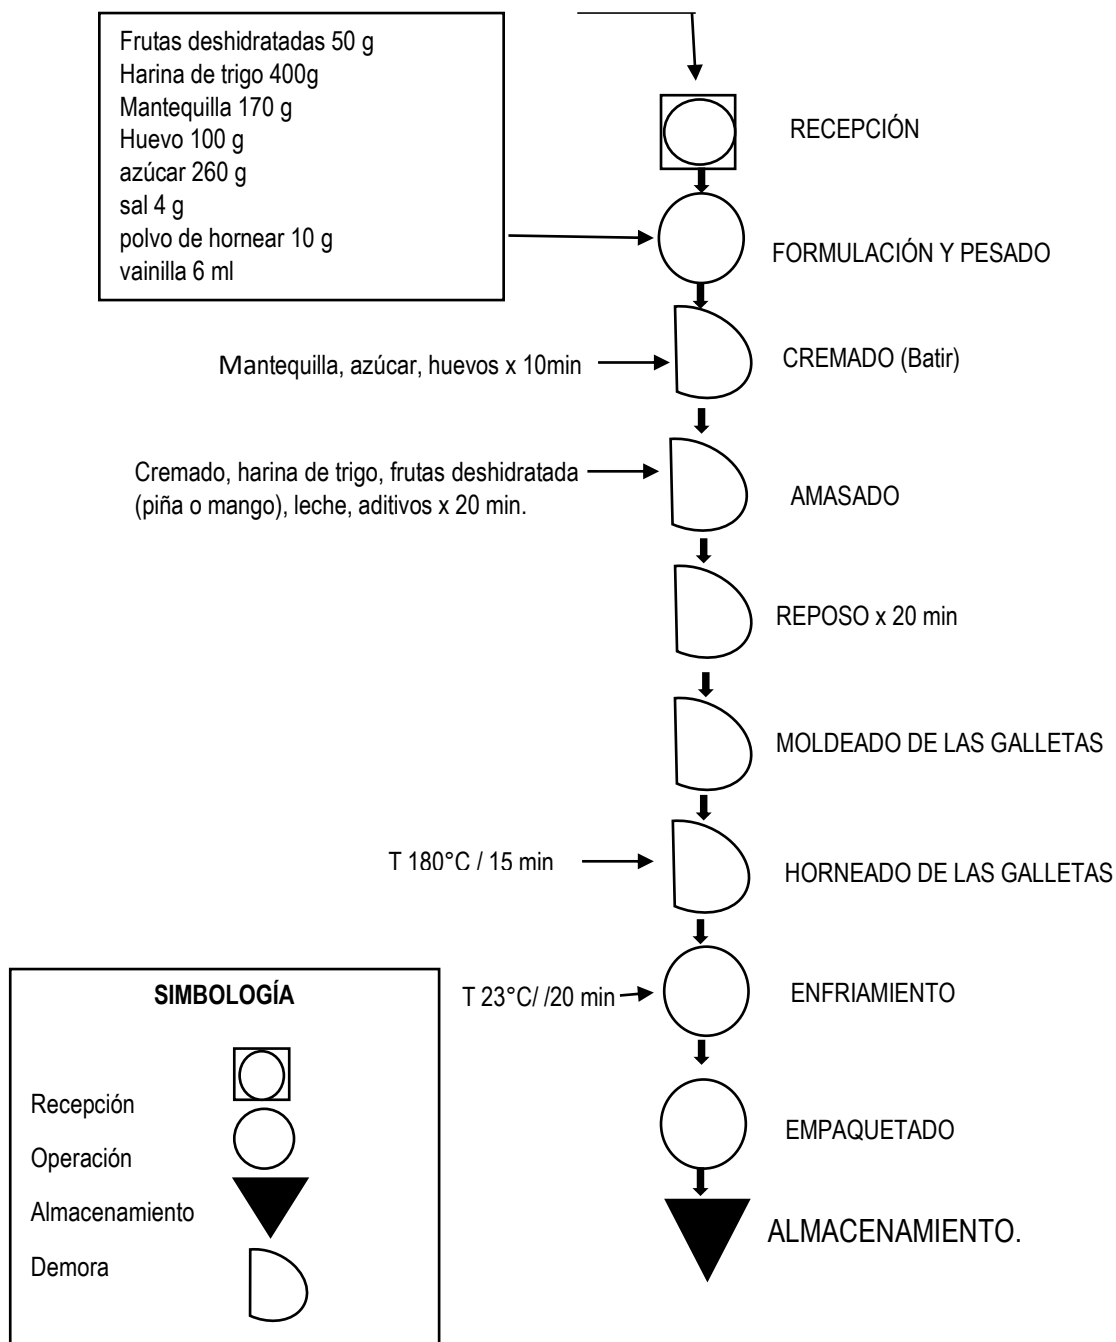 Frutas deshidratadas 50 g
Harina de trigo 400g
Mantequilla 170 g
Huevo 100 g
azúcar 260 g
sal 4 g
polvo de hornear 10 g
vainilla 6 ml
RECEPCIÓN
FORMULACIÓN Y PESADO
Mantequilla, azúcar, huevos x 10min
CREMADO (Batir)
Cremado, harina de trigo, frutas deshidratada
(piña o mango), leche, aditivos x 20 min.
AMASADO
REPOSO x 20 min
MOLDEADO DE LAS GALLETAS
T 180°C / 15 min
HORNEADO DE LAS GALLETAS
T 23°C/ /20 min
ENFRIAMIENTO
EMPAQUETADO
ALMACENAMIENTO.
SIMBOLOGÍA
Recepción
Operación
Almacenamiento
Demora